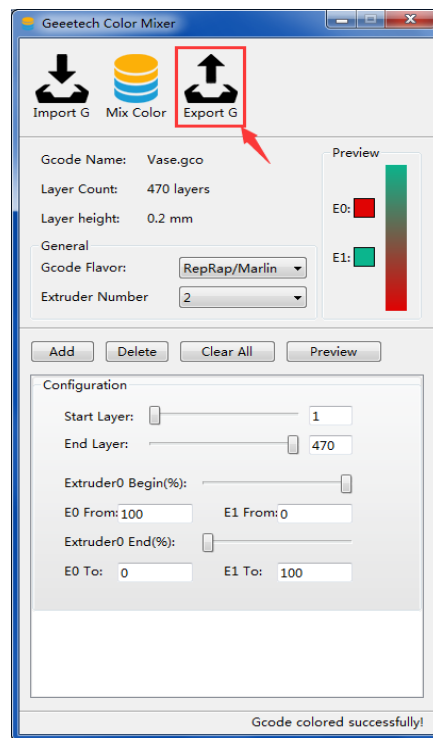 Geeetech Color Mixer
Import G Mix Color Export G
Gcode Name: Vase.gco
Layer Count: 470 layers
Layer height: 0.2 mm
Preview
E0:
E1:
General
Gcode Flavor: RepRap/Marlin
Extruder Number 2
Add Delete Clear All Preview
Configuration
Start Layer: 1
End Layer: 470
Extruder0 Begin(%):
E0 From: 100 E1 From: 0
Extruder0 End(%):
E0 To: 0 E1 To: 100
Gcode colored successfully!